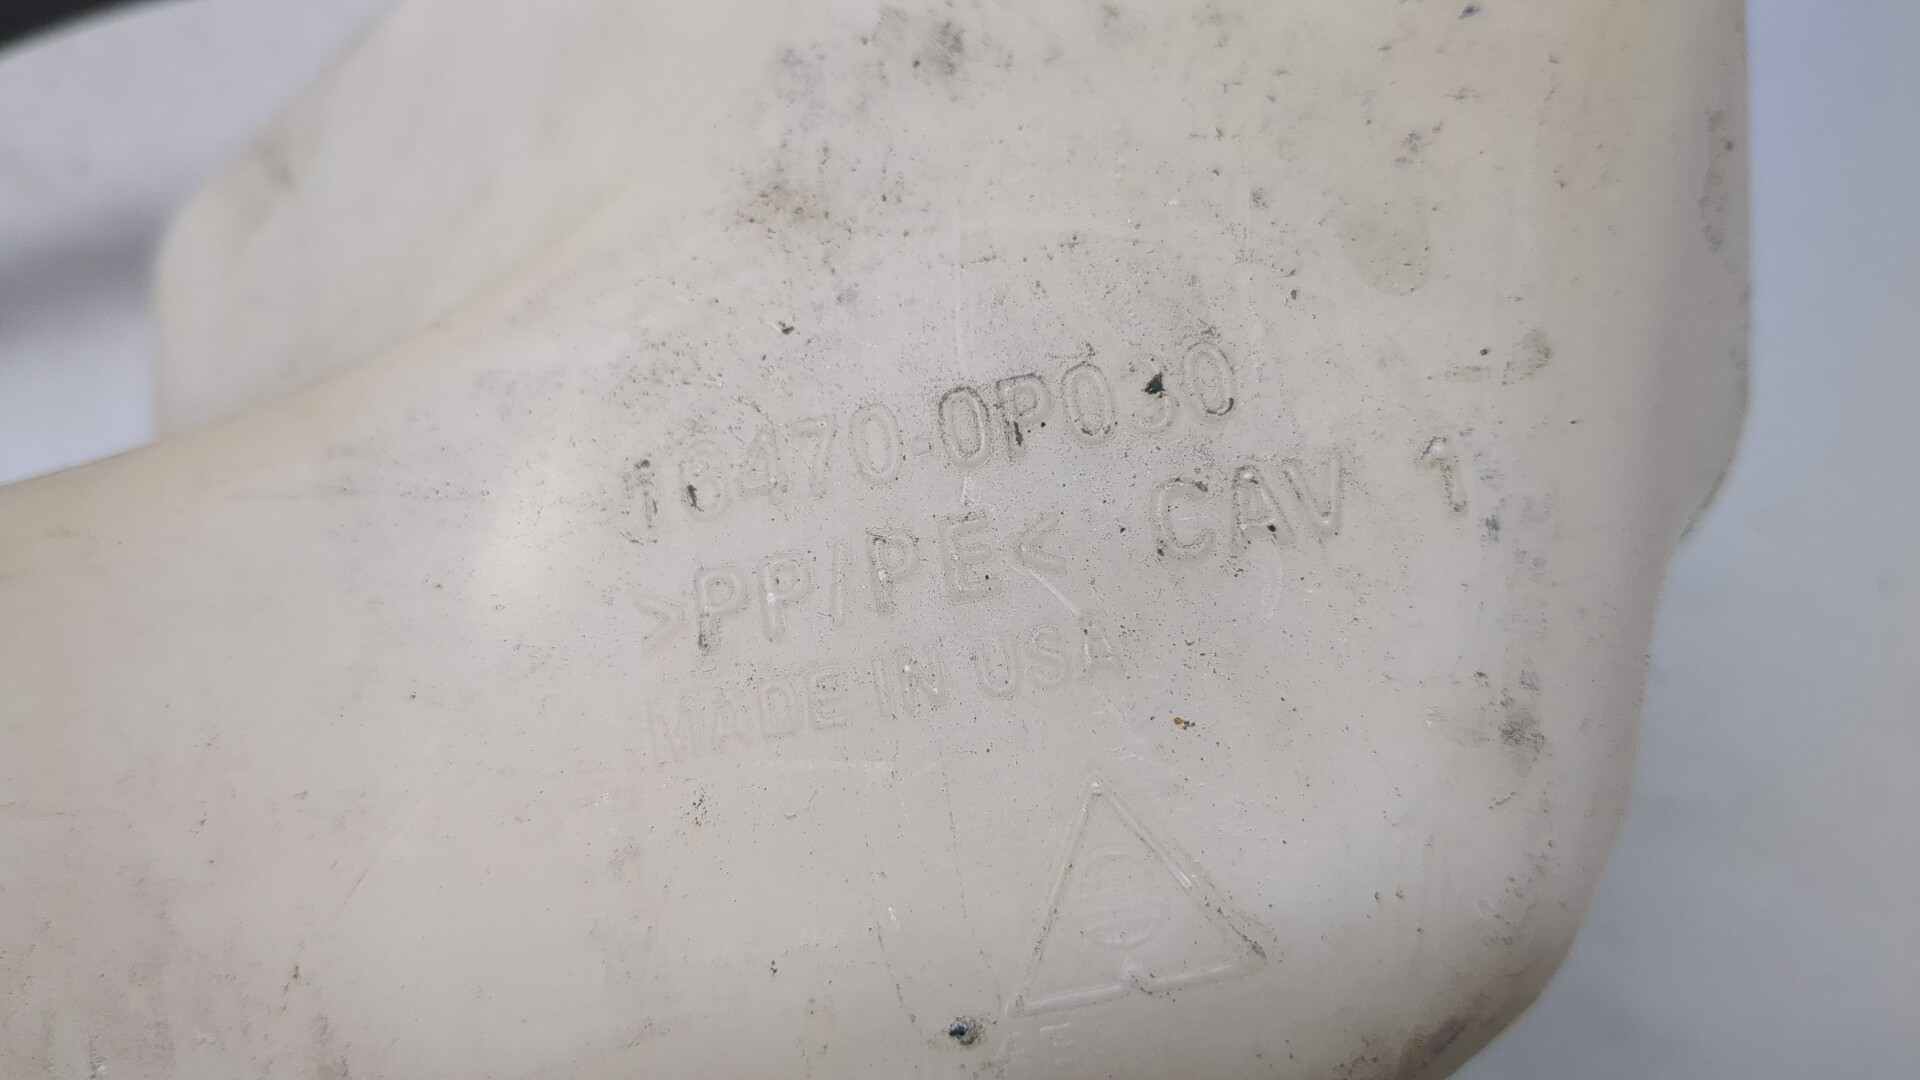 16470-0P030
>PP/PE< CAV 1
MADE IN USA